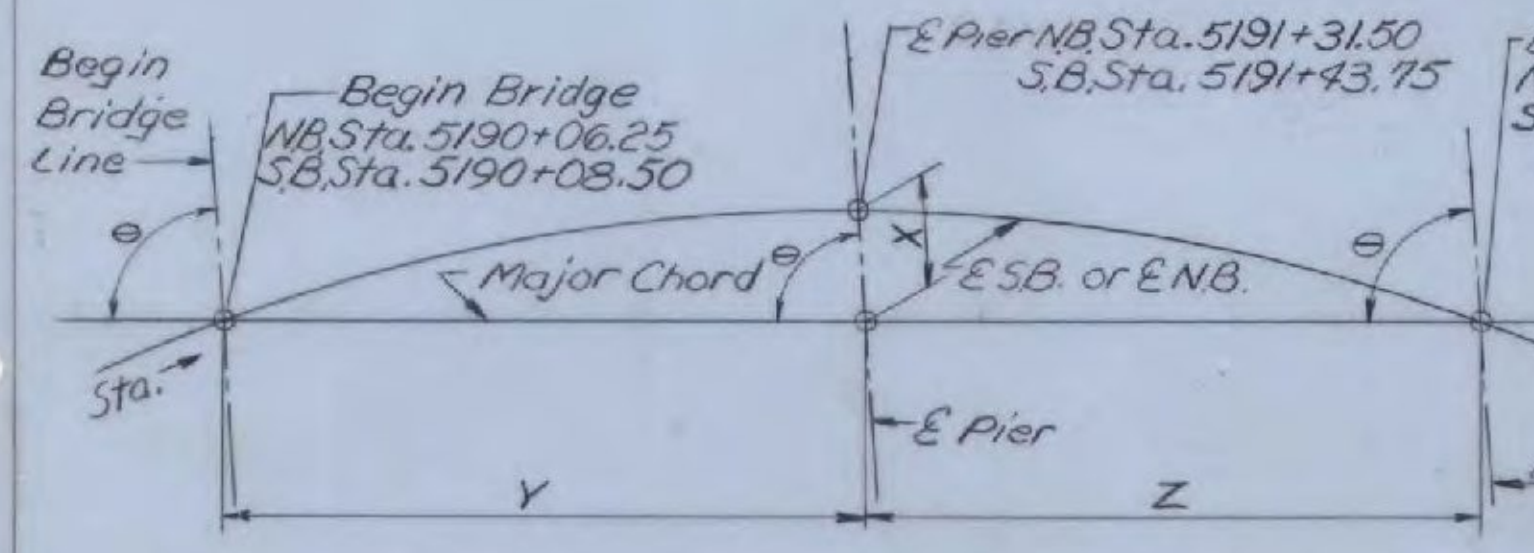 Begin
Bridge
Line
Begin Bridge
N.B. Sta. 5190+06.25
S.B. Sta. 5190+08.50
℄ Pier N.B. Sta. 5191+31.50
S.B. Sta. 5191+43.75
θ
θ
X
θ
Major Chord
℄ S.B. or ℄ N.B.
Sta.
℄ Pier
Y
Z